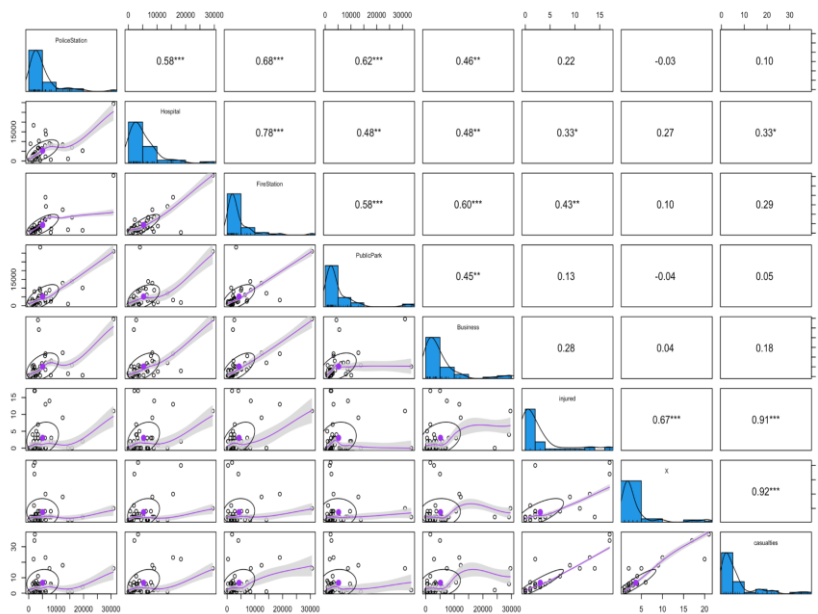 0 10000 30000 0 10000 30000 0 5 10 15 0 10 20 30
PoliceStation 0.58*** 0.68*** 0.62*** 0.46** 0.22 -0.03 0.10
0 15000 Hospital 0.78*** 0.48** 0.48** 0.33* 0.27 0.33*
FireStation 0.58*** 0.60*** 0.43** 0.10 0.29
0 15000 PublicPark 0.45** 0.13 -0.04 0.05
Business 0.28 0.04 0.18
0 5 10 15 injured 0.67*** 0.91***
X 0.92***
0 10 30 casualties
0 10000 30000 0 10000 30000 0 10000 30000 5 10 15 20